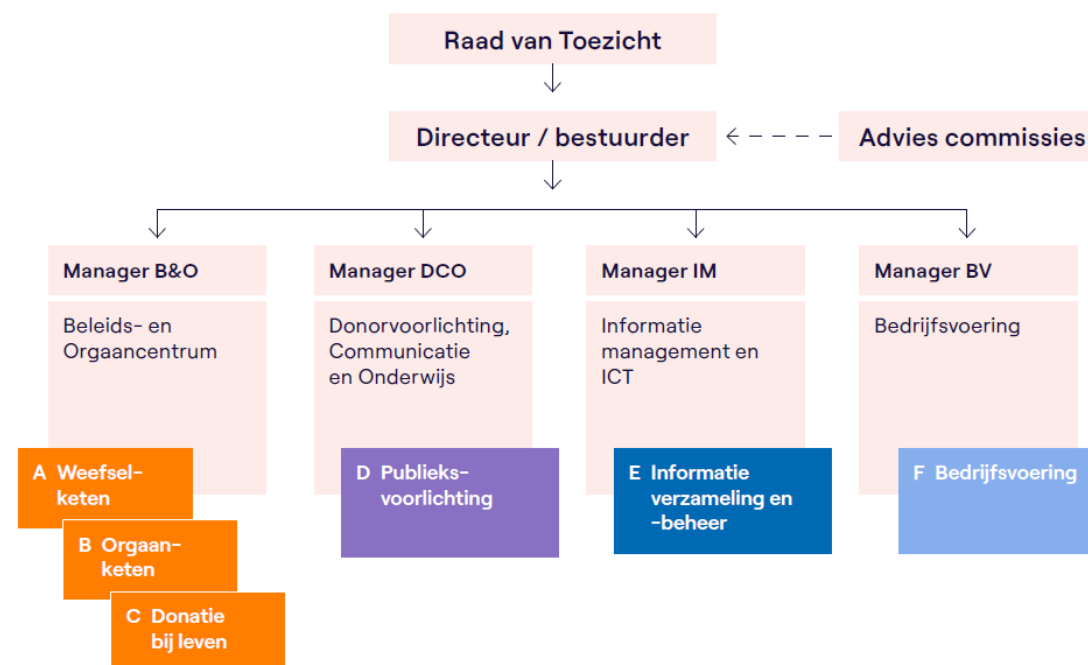 Raad van Toezicht
Directeur / bestuurder
Advies commissies
Manager B&O
Beleids- en
Orgaancentrum
A Weefsel-
keten
B Orgaan-
keten
C Donatie
bij leven
Manager DCO
Donorvoorlichting,
Communicatie
en Onderwijs
D Publieks-
voorlichting
Manager IM
Informatie
management en
ICT
E Informatie
verzameling en
-beheer
Manager BV
Bedrijfsvoering
F Bedrijfsvoering